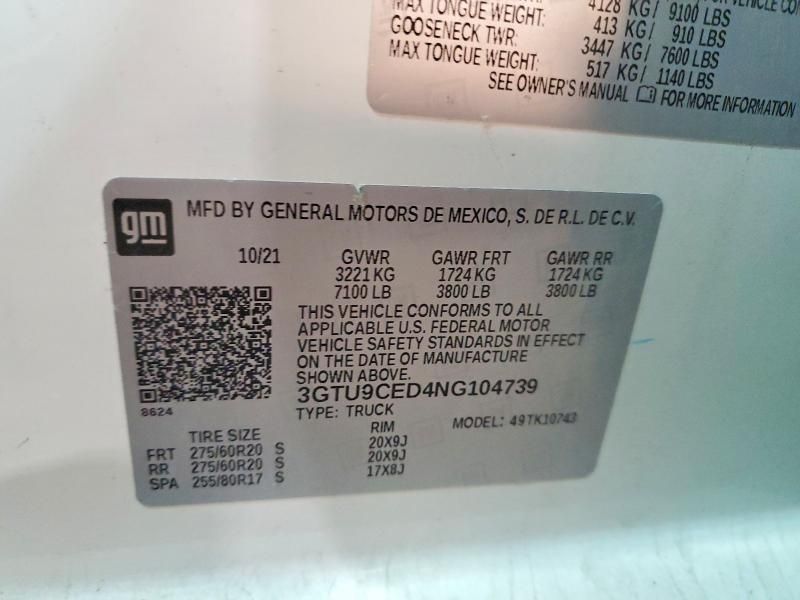 VEHICLE CON
MAX TONGUE WEIGHT: 4128 KG/ 9100 LBS
GOOSENECK TWR: 413 KG/ 910 LBS
MAX TONGUE WEIGHT: 3447 KG/ 7600 LBS
517 KG/ 1140 LBS
SEE OWNER'S MANUAL FOR MORE INFORMATION
gm
MFD BY GENERAL MOTORS DE MEXICO, S. DE R.L. DE C.V.
10/21 GVWR GAWR FRT GAWR RR
3221 KG 1724 KG 1724 KG
7100 LB 3800 LB 3800 LB
THIS VEHICLE CONFORMS TO ALL
APPLICABLE U.S. FEDERAL MOTOR
VEHICLE SAFETY STANDARDS IN EFFECT
ON THE DATE OF MANUFACTURE
SHOWN ABOVE.
3GTU9CED4NG104739
8624
TYPE: TRUCK MODEL: 49TK10743
TIRE SIZE RIM
FRT 275/60R20 S 20X9J
RR 275/60R20 S 20X9J
SPA 255/80R17 S 17X8J